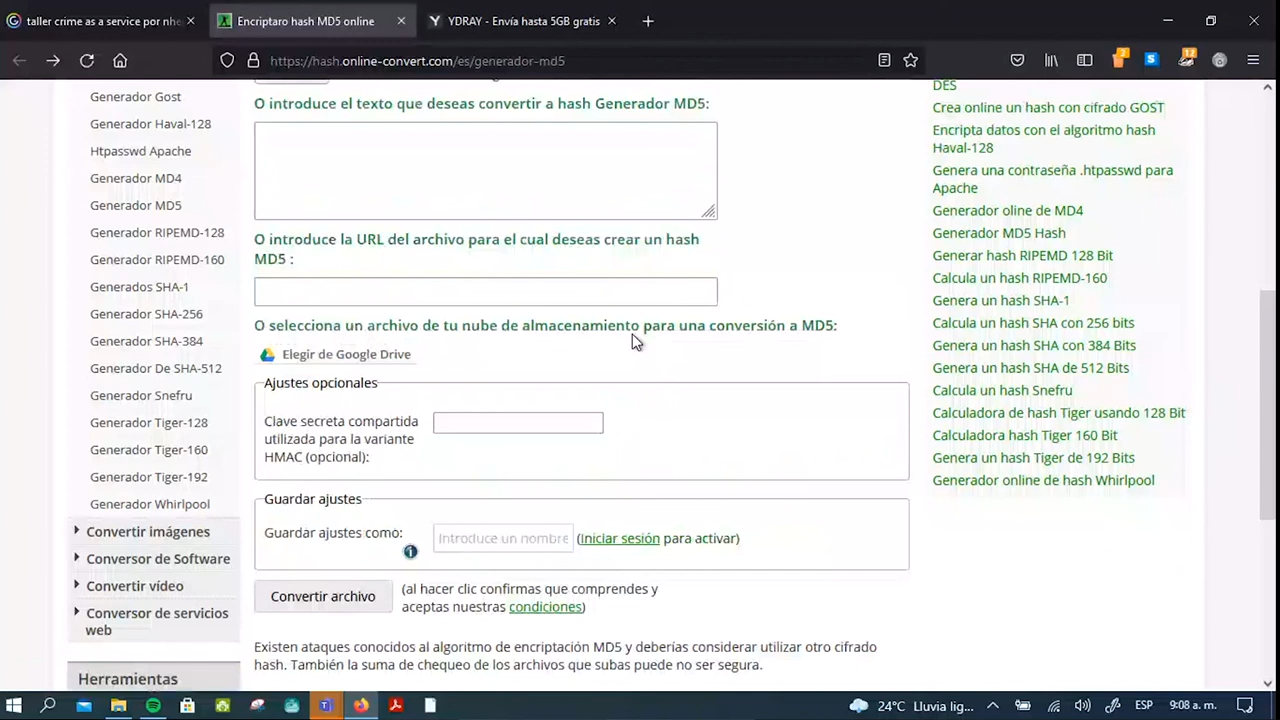 taller crime as a service por nhe
Encriptaro hash MD5 online
YDRAY - Envía hasta 5GB gratis
https://hash.online-convert.com/es/generador-md5
Generador Gost
Generador Haval-128
Htpasswd Apache
Generador MD4
Generador MD5
Generador RIPEMD-128
Generador RIPEMD-160
Generados SHA-1
Generador SHA-256
Generador SHA-384
Generador De SHA-512
Generador Snefru
Generador Tiger-128
Generador Tiger-160
Generador Tiger-192
Generador Whirlpool
Convertir imágenes
Conversor de Software
Convertir vídeo
Conversor de servicios
web
Herramientas
O introduce el texto que deseas convertir a hash Generador MD5:
O introduce la URL del archivo para el cual deseas crear un hash
MD5 :
O selecciona un archivo de tu nube de almacenamiento para una conversión a MD5:
Elegir de Google Drive
Ajustes opcionales
Clave secreta compartida
utilizada para la variante
HMAC (opcional):
Guardar ajustes
Guardar ajustes como:
Introduce un nombre
(Iniciar sesión para activar)
Convertir archivo
(al hacer clic confirmas que comprendes y
aceptas nuestras condiciones)
Existen ataques conocidos al algoritmo de encriptación MD5 y deberías considerar utilizar otro cifrado
hash. También la suma de chequeo de los archivos que subas puede no ser segura.
DES
Crea online un hash con cifrado GOST
Encripta datos con el algoritmo hash
Haval-128
Genera una contraseña .htpasswd para
Apache
Generador oline de MD4
Generador MD5 Hash
Generar hash RIPEMD 128 Bit
Calcula un hash RIPEMD-160
Genera un hash SHA-1
Calcula un hash SHA con 256 bits
Calcula un hash SHA con 384 Bits
Genera un hash SHA de 512 Bits
Calcula un hash Snefru
Calculadora de hash Tiger usando 128 Bit
Calculadora hash Tiger 160 Bit
Genera un hash Tiger de 192 Bits
Generador online de hash Whirlpool
24°C Lluvia lig...
ESP
9:08 a. m.